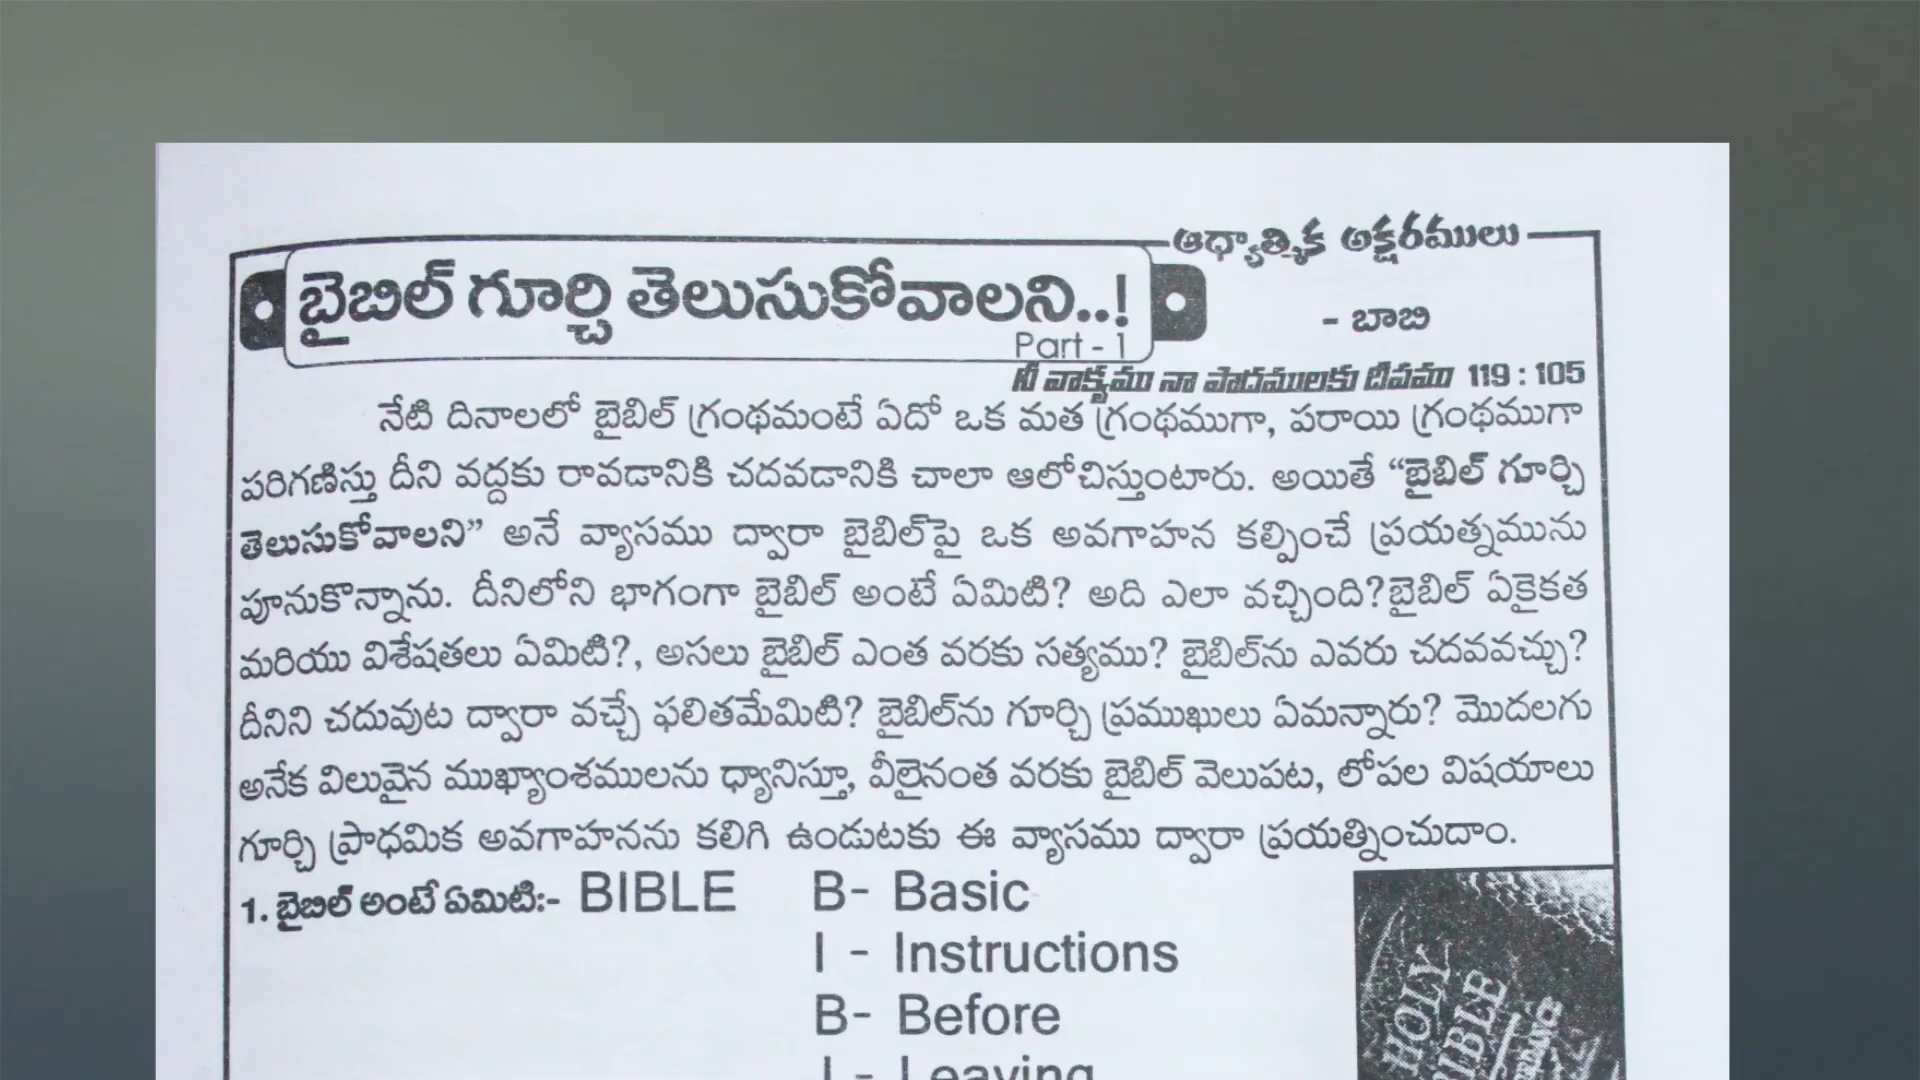 ఆధ్యాత్మిక అక్షరములు
బైబిల్ గూర్చి తెలుసుకోవాలని..!
- బాబి
Part - 1
నీ వాక్యము నా పాదములకు దీపము 119 : 105
నేటి దినాలలో బైబిల్ గ్రంథమంటే ఏదో ఒక మత గ్రంథముగా, పరాయి గ్రంథముగా
పరిగణిస్తు దీని వద్దకు రావడానికి చదవడానికి చాలా ఆలోచిస్తుంటారు. అయితే “బైబిల్ గూర్చి
తెలుసుకోవాలని” అనే వ్యాసము ద్వారా బైబిల్‌పై ఒక అవగాహన కల్పించే ప్రయత్నమును
పూనుకొన్నాను. దీనిలోని భాగంగా బైబిల్ అంటే ఏమిటి? అది ఎలా వచ్చింది?బైబిల్ ఏకైకత
మరియు విశేషతలు ఏమిటి?, అసలు బైబిల్ ఎంత వరకు సత్యము? బైబిల్‌ను ఎవరు చదవవచ్చు?
దీనిని చదువుట ద్వారా వచ్చే ఫలితమేమిటి? బైబిల్‌ను గూర్చి ప్రముఖులు ఏమన్నారు? మొదలగు
అనేక విలువైన ముఖ్యాంశములను ధ్యానిస్తూ, వీలైనంత వరకు బైబిల్ వెలుపట, లోపల విషయాలు
గూర్చి ప్రాధమిక అవగాహనను కలిగి ఉండుటకు ఈ వ్యాసము ద్వారా ప్రయత్నించుదాం.
1. బైబిల్ అంటే ఏమిటి:- BIBLE B- Basic
I - Instructions
B- Before
L - Leaving
HOLY
BIBLE